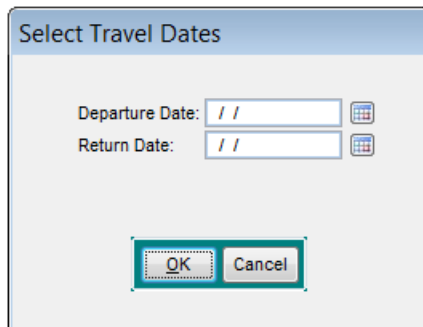 Select Travel Dates
Departure Date: / /
Return Date: / /
OK Cancel